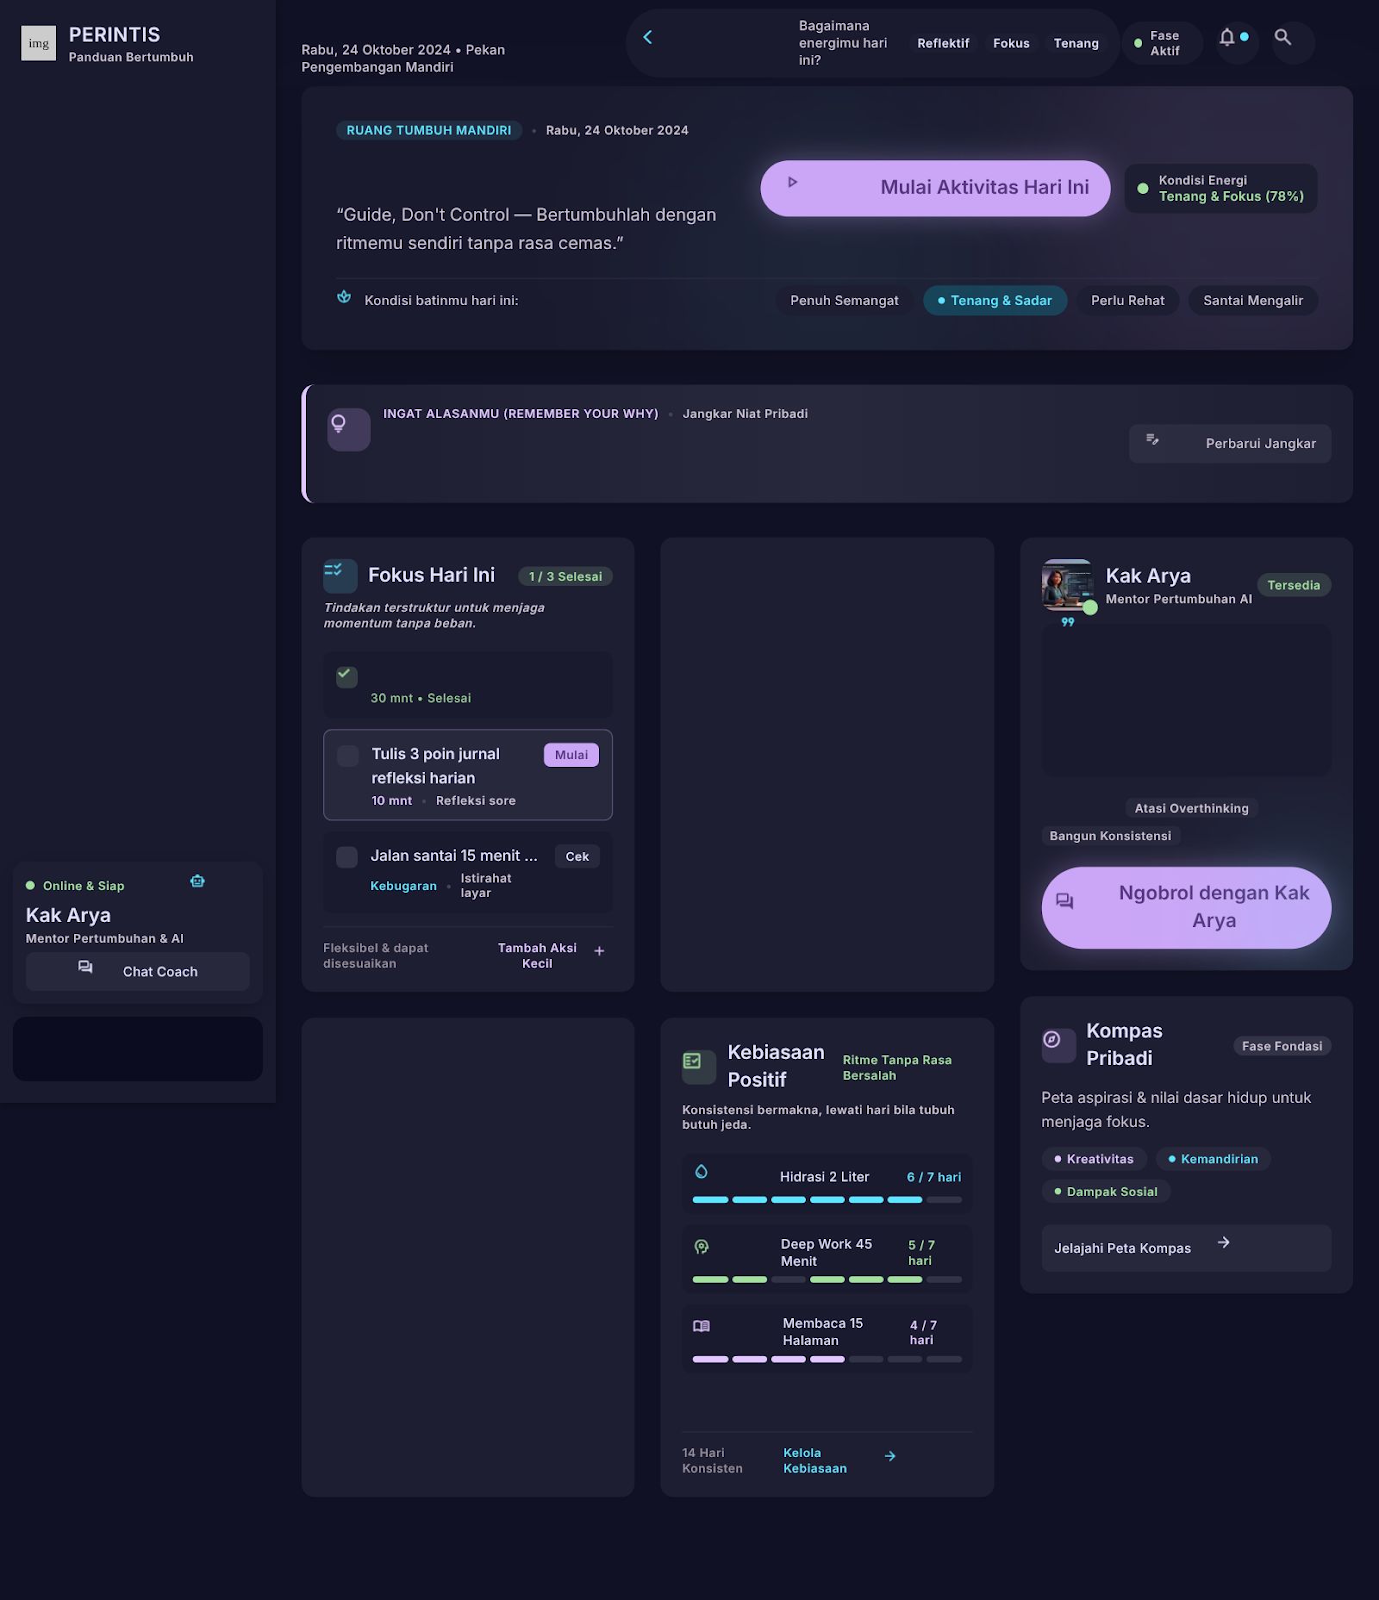 img
PERINTIS
Panduan Bertumbuh
Rabu, 24 Oktober 2024 • Pekan
Pengembangan Mandiri
Bagaimana
energimu hari
ini?
Reflektif
Fokus
Tenang
Fase
Aktif
RUANG TUMBUH MANDIRI • Rabu, 24 Oktober 2024
“Guide, Don't Control — Bertumbuhlah dengan
ritmemu sendiri tanpa rasa cemas.”
Mulai Aktivitas Hari Ini
Kondisi Energi
Tenang & Fokus (78%)
Kondisi batinmu hari ini:
Penuh Semangat
Tenang & Sadar
Perlu Rehat
Santai Mengalir
INGAT ALASANMU (REMEMBER YOUR WHY) • Jangkar Niat Pribadi
Perbarui Jangkar
Fokus Hari Ini
1 / 3 Selesai
Tindakan terstruktur untuk menjaga
momentum tanpa beban.
30 mnt • Selesai
Tulis 3 poin jurnal
refleksi harian
Mulai
10 mnt • Refleksi sore
Jalan santai 15 menit ...
Cek
Kebugaran • Istirahat
layar
Fleksibel & dapat
disesuaikan
Tambah Aksi
Kecil
+
Kak Arya
Mentor Pertumbuhan AI
Tersedia
Atasi Overthinking
Bangun Konsistensi
Ngobrol dengan Kak
Arya
Online & Siap
Kak Arya
Mentor Pertumbuhan & AI
Chat Coach
Kebiasaan
Positif
Ritme Tanpa Rasa
Bersalah
Konsistensi bermakna, lewati hari bila tubuh
butuh jeda.
Hidrasi 2 Liter
6 / 7 hari
Deep Work 45
Menit
5 / 7
hari
Membaca 15
Halaman
4 / 7
hari
14 Hari
Konsisten
Kelola
Kebiasaan
Kompas
Pribadi
Fase Fondasi
Peta aspirasi & nilai dasar hidup untuk
menjaga fokus.
Kreativitas
Kemandirian
Dampak Sosial
Jelajahi Peta Kompas